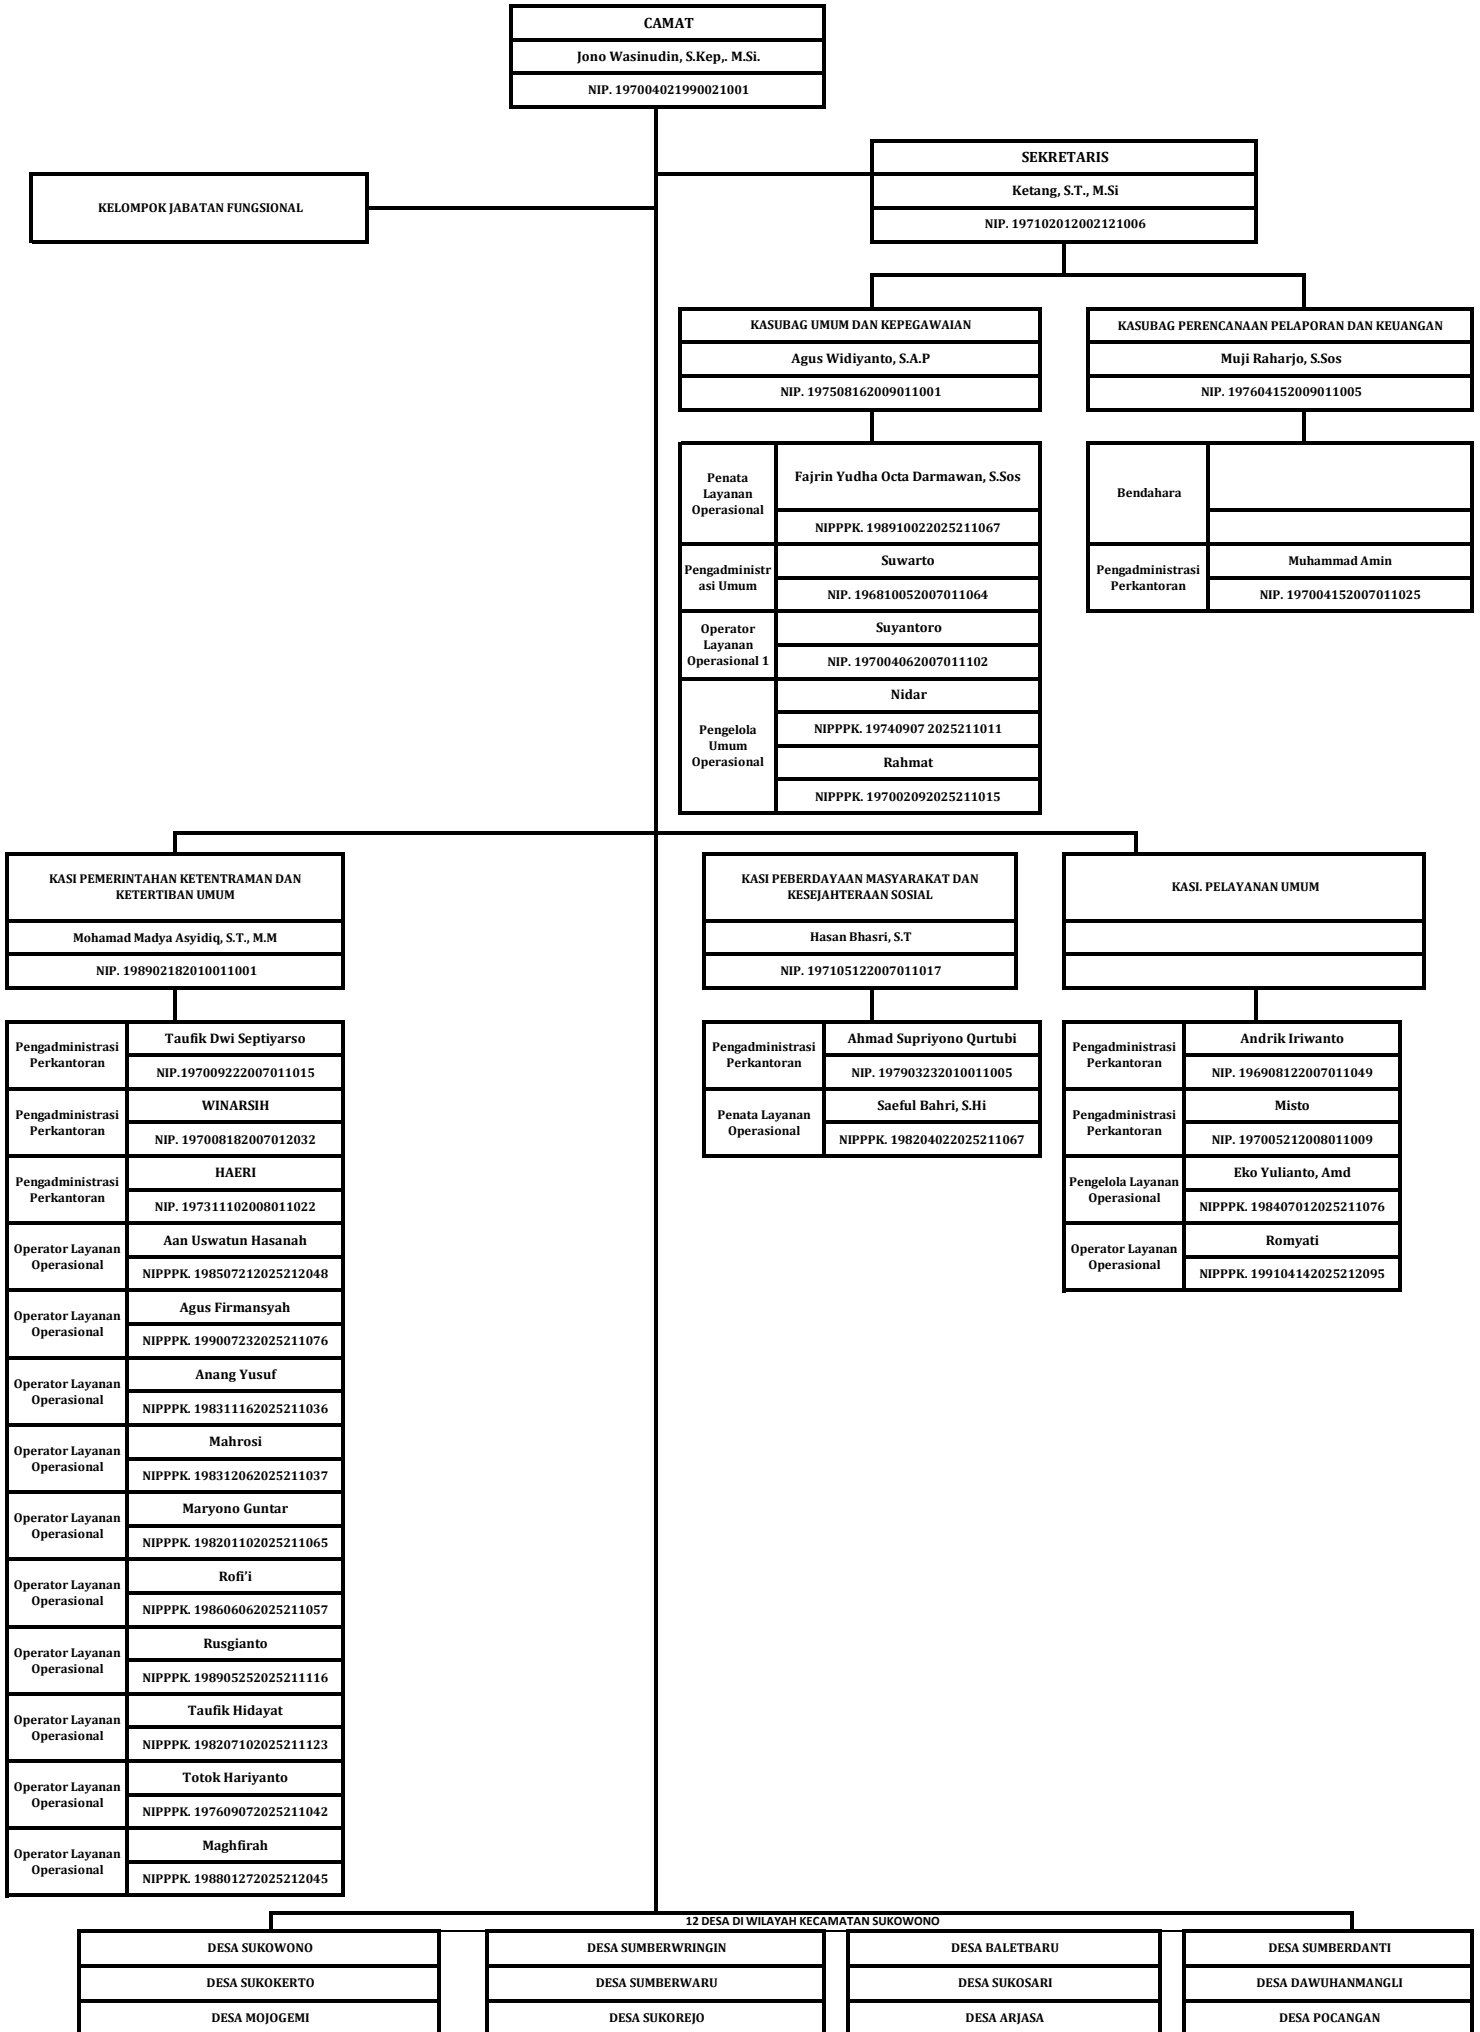 CAMAT
Jono Wasinudin, S.Kep,. M.Si.
NIP. 197004021990021001
SEKRETARIS
Ketang, S.T., M.Si
NIP. 197102012002121006
KELOMPOK JABATAN FUNGSIONAL
KASUBAG UMUM DAN KEPEGAWAIAN
Agus Widiyanto, S.A.P
NIP. 197508162009011001
KASUBAG PERENCANAAN PELAPORAN DAN KEUANGAN
Muji Raharjo, S.Sos
NIP. 197604152009011005
Penata
Layanan
Operasional
Fajrin Yudha Octa Darmawan, S.Sos
NIPPPK. 198910022025211067
Pengadministr
asi Umum
Suwarto
NIP. 196810052007011064
Operator
Layanan
Operasional 1
Suyantoro
NIP. 197004062007011102
Pengelola
Umum
Operasional
Nidar
NIPPPK. 19740907 2025211011
Rahmat
NIPPPK. 197002092025211015
Bendahara
Pengadministrasi
Perkantoran
Muhammad Amin
NIP. 197004152007011025
KASI PEMERINTAHAN KETENTRAMAN DAN
KETERTIBAN UMUM
Mohamad Madya Asyidiq, S.T., M.M
NIP. 198902182010011001
Pengadministrasi
Perkantoran
Taufik Dwi Septiyarso
NIP.197009222007011015
Pengadministrasi
Perkantoran
WINARSIH
NIP. 197008182007012032
Pengadministrasi
Perkantoran
HAERI
NIP. 197311102008011022
Operator Layanan
Operasional
Aan Uswatun Hasanah
NIPPPK. 198507212025212048
Operator Layanan
Operasional
Agus Firmansyah
NIPPPK. 199007232025211076
Operator Layanan
Operasional
Anang Yusuf
NIPPPK. 198311162025211036
Operator Layanan
Operasional
Mahrosi
NIPPPK. 198312062025211037
Operator Layanan
Operasional
Maryono Guntar
NIPPPK. 198201102025211065
Operator Layanan
Operasional
Rofi’i
NIPPPK. 198606062025211057
Operator Layanan
Operasional
Rusgianto
NIPPPK. 198905252025211116
Operator Layanan
Operasional
Taufik Hidayat
NIPPPK. 198207102025211123
Operator Layanan
Operasional
Totok Hariyanto
NIPPPK. 197609072025211042
Operator Layanan
Operasional
Maghfirah
NIPPPK. 198801272025212045
KASI PEBERDAYAAN MASYARAKAT DAN
KESEJAHTERAAN SOSIAL
Hasan Bhasri, S.T
NIP. 197105122007011017
Pengadministrasi
Perkantoran
Ahmad Supriyono Qurtubi
NIP. 197903232010011005
Penata Layanan
Operasional
Saeful Bahri, S.Hi
NIPPPK. 198204022025211067
KASI. PELAYANAN UMUM
Pengadministrasi
Perkantoran
Andrik Iriwanto
NIP. 196908122007011049
Pengadministrasi
Perkantoran
Misto
NIP. 197005212008011009
Pengelola Layanan
Operasional
Eko Yulianto, Amd
NIPPPK. 198407012025211076
Operator Layanan
Operasional
Romyati
NIPPPK. 199104142025212095
12 DESA DI WILAYAH KECAMATAN SUKOWONO
DESA SUKOWONO
DESA SUKOKERTO
DESA MOJOGEMI
DESA SUMBERWRINGIN
DESA SUMBERWARU
DESA SUKOREJO
DESA BALETBARU
DESA SUKOSARI
DESA ARJASA
DESA SUMBERDANTI
DESA DAWUHANMANGLI
DESA POCANGAN